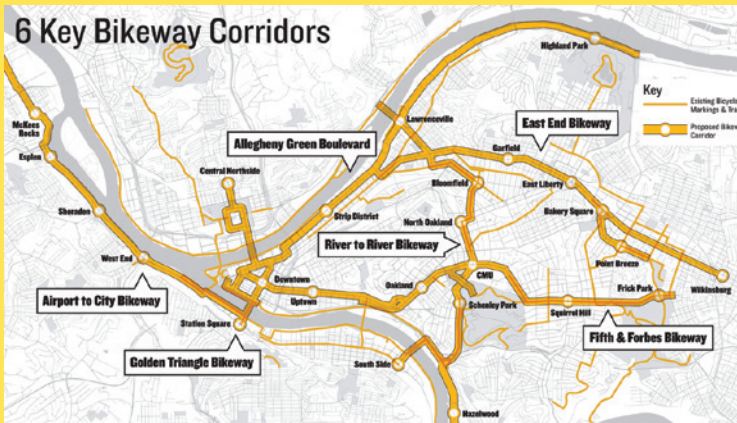 6 Key Bikeway Corridors
Highland Park
Key
Existing Bicycle
Markings &
Proposed
Corridor
McKees
Rocks
Lawrenceville
East End Bikeway
Allegheny Green Boulevard
Esplen
Garfield
Central Northside
Bloomfield
East Liberty
Sheraden
Strip District
North Oakland
Bakery Square
River to River Bikeway
West End
Point Breeze
Downtown
Oakland
CMU
Wilkinsburg
Airport to City Bikeway
Uptown
Frick Park
Schenley Park
Squirrel Hill
Station Square
Fifth & Forbes Bikeway
Golden Triangle Bikeway
South Side
Hazelwood